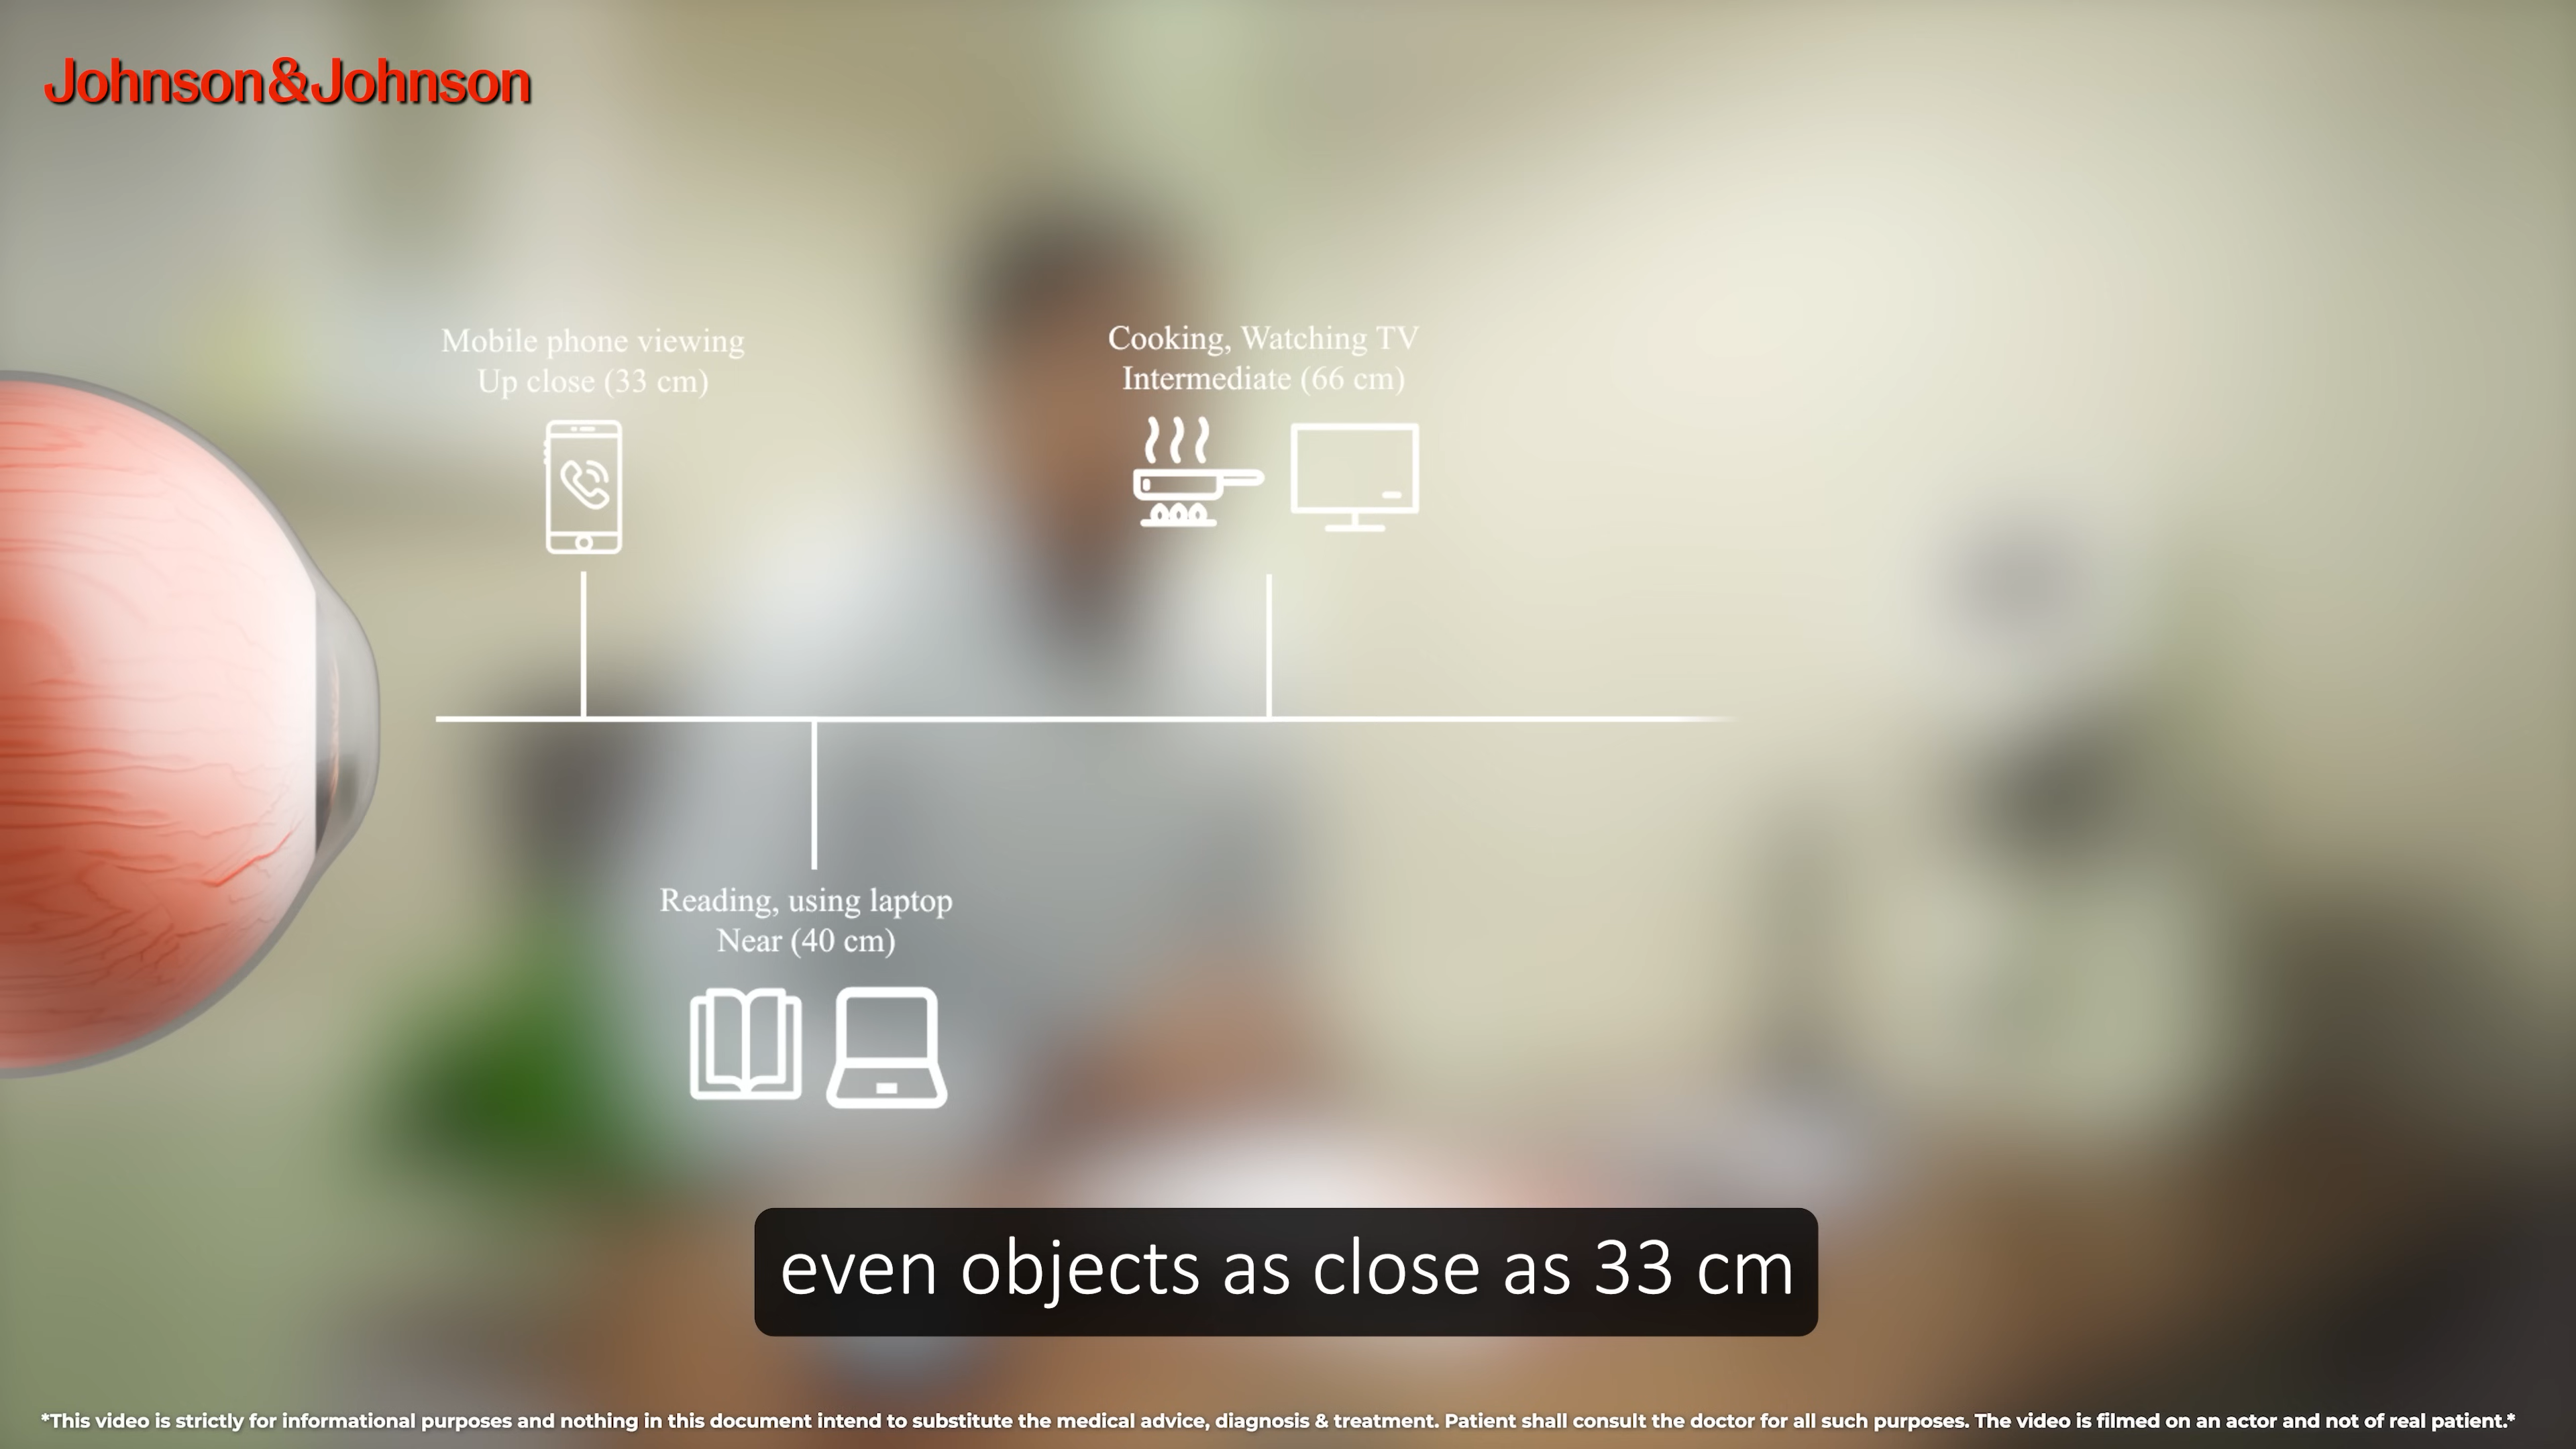 Johnson&Johnson
Mobile phone viewing
Up close (33 cm)
Cooking, Watching TV
Intermediate (66 cm)
Reading, using laptop
Near (40 cm)
even objects as close as 33 cm
*This video is strictly for informational purposes and nothing in this document intend to substitute the medical advice, diagnosis & treatment. Patient shall consult the doctor for all such purposes. The video is filmed on an actor and not of real patient.*